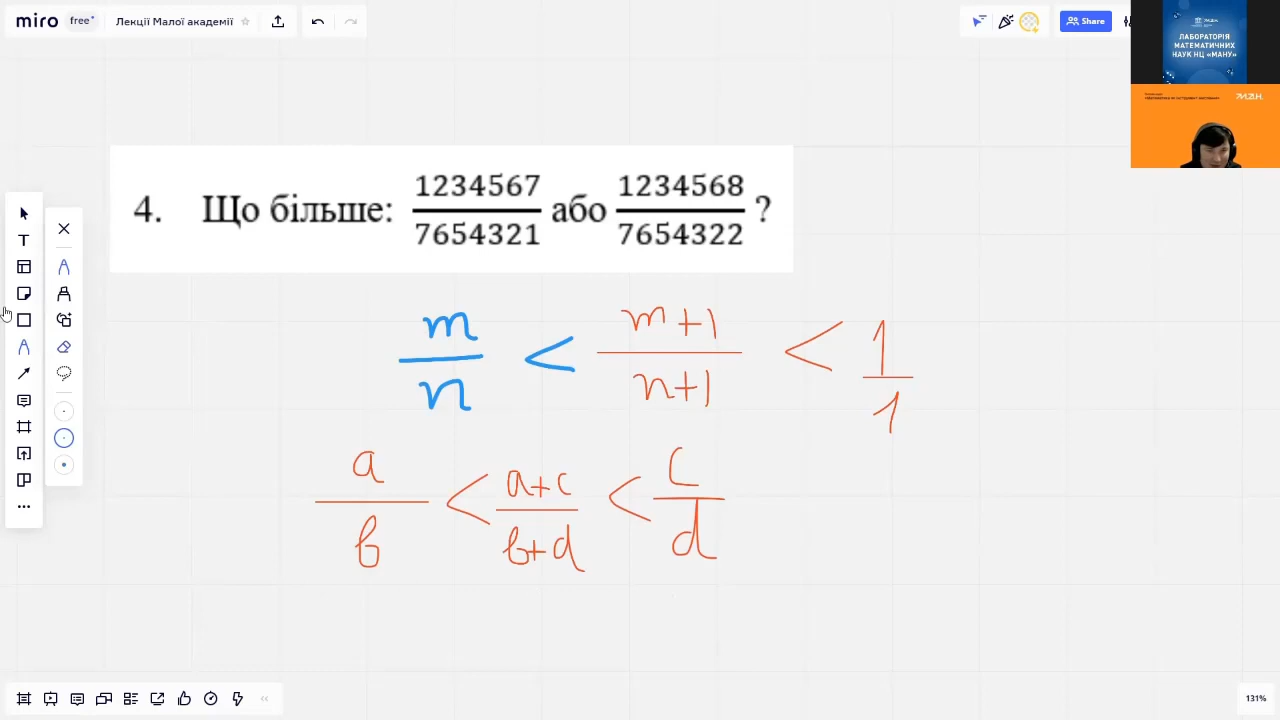 miro free Лекції Малої академії Share
ЛАБОРАТОРІЯ
МАТЕМАТИЧНИХ
НАУК НЦ «МАНУ»
4. Що більше: 1234567/7654321 або 1234568/7654322 ?
m/n < m+1/n+1 < 1/1
a/b < a+c/b+d < c/d
131%